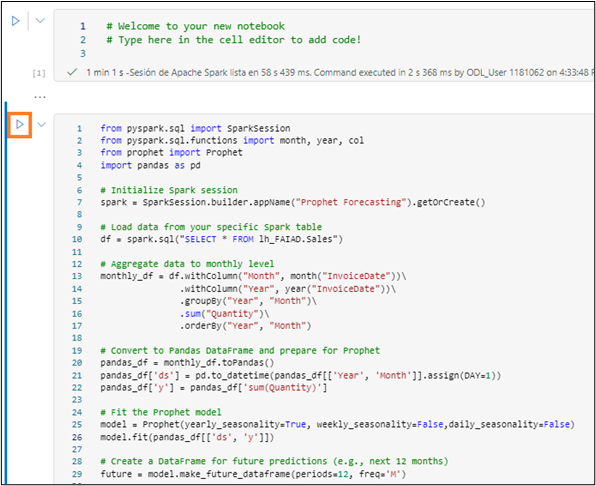 1 # Welcome to your new notebook
2 # Type here in the cell editor to add code!
3
[1] 1 min 1 s -Sesión de Apache Spark lista en 58 s 439 ms. Command executed in 2 s 368 ms by ODL_User 1181062 on 4:33:48
...
1 from pyspark.sql import SparkSession
2 from pyspark.sql.functions import month, year, col
3 from prophet import Prophet
4 import pandas as pd
5
6 # Initialize Spark session
7 spark = SparkSession.builder.appName("Prophet Forecasting").getOrCreate()
8
9 # Load data from your specific Spark table
10 df = spark.sql("SELECT * FROM lh_FAIAD.Sales")
11
12 # Aggregate data to monthly level
13 monthly_df = df.withColumn("Month", month("InvoiceDate"))\
14 .withColumn("Year", year("InvoiceDate"))\
15 .groupBy("Year", "Month")\
16 .sum("Quantity")\
17 .orderBy("Year", "Month")
18
19 # Convert to Pandas DataFrame and prepare for Prophet
20 pandas_df = monthly_df.toPandas()
21 pandas_df['ds'] = pd.to_datetime(pandas_df[['Year', 'Month']].assign(DAY=1))
22 pandas_df['y'] = pandas_df['sum(Quantity)']
23
24 # Fit the Prophet model
25 model = Prophet(yearly_seasonality=True, weekly_seasonality=False,daily_seasonality=False)
26 model.fit(pandas_df[['ds', 'y']])
27
28 # Create a DataFrame for future predictions (e.g., next 12 months)
29 future = model.make_future_dataframe(periods=12, freq='M')